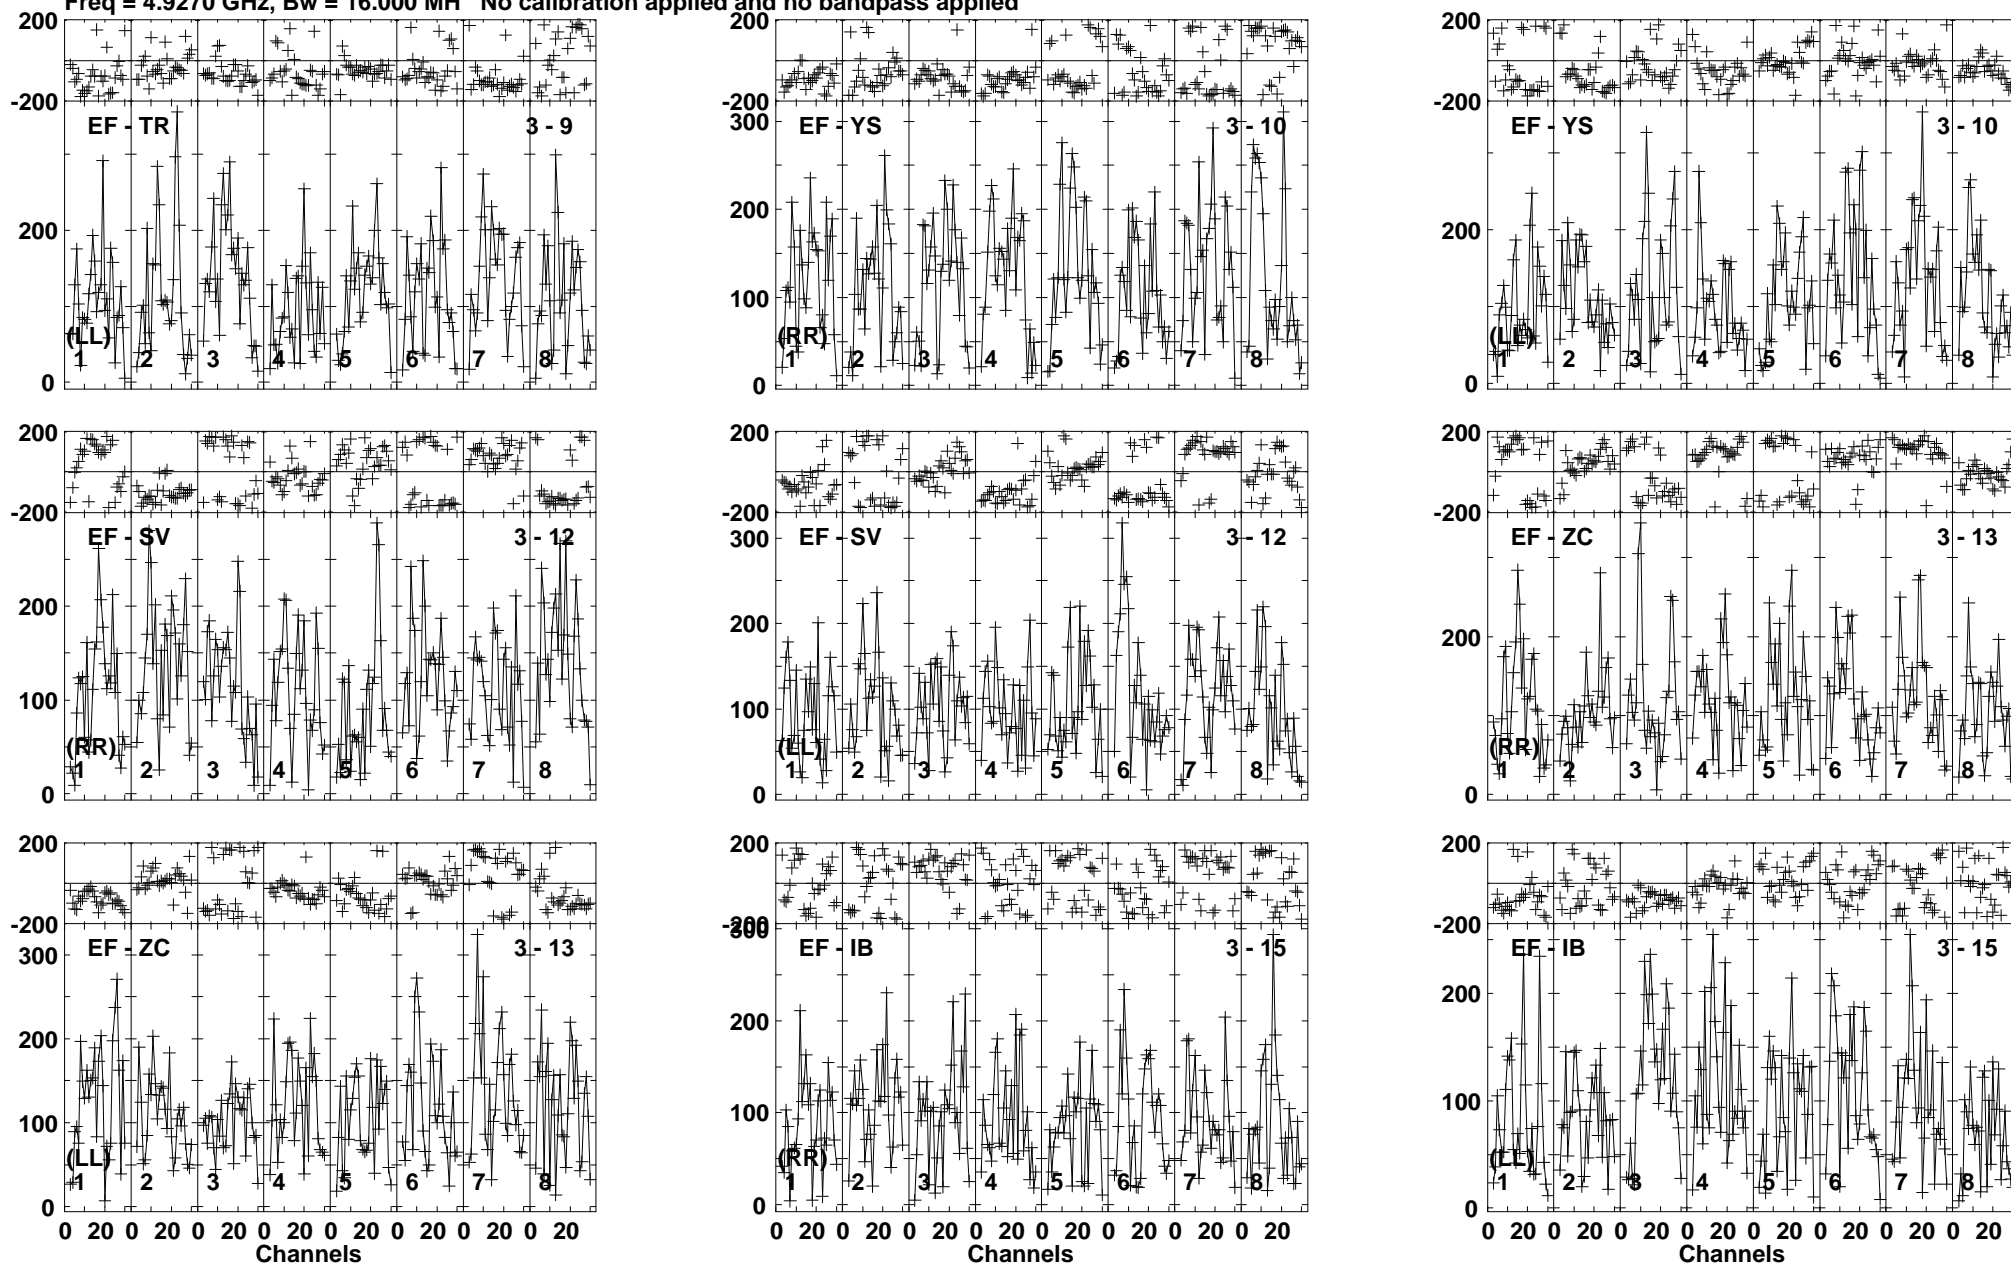 Freq = 4.9270 GHz, Bw = 16.000 MH No calibration applied and no bandpass applied
200 200 200
-200 -200 -200
EF - TR 3 - 9 300 EF - YS 3 - 10 EF - YS 3 - 10
200 200 200
100
(LL) (RR) (LL)
1 2 3 4 5 6 7 8 1 2 3 4 5 6 7 8 1 2 3 4 5 6 7 8
0 0 0
200 200 200
-200 -200 -200
EF - SV 3 - 12 300 EF - SV 3 - 12 EF - ZC 3 - 13
200 200 200
100 100
(RR) (LL) (RR)
1 2 3 4 5 6 7 8 1 2 3 4 5 6 7 8 1 2 3 4 5 6 7 8
0 0 0
200 200 200
-200 -200 -200
300 EF - ZC 3 - 13 300 EF - IB 3 - 15 EF - IB 3 - 15
200 200 200
100 100 100
(LL) (RR) (LL)
1 2 3 4 5 6 7 8 1 2 3 4 5 6 7 8 1 2 3 4 5 6 7 8
0 0 0
0 20 0 20 0 20 0 20 0 20 0 20 0 20 0 20 0 20 0 20 0 20 0 20 0 20 0 20 0 20 0 20 0 20 0 20 0 20 0 20 0 20 0 20 0 20 0 20
Channels Channels Channels